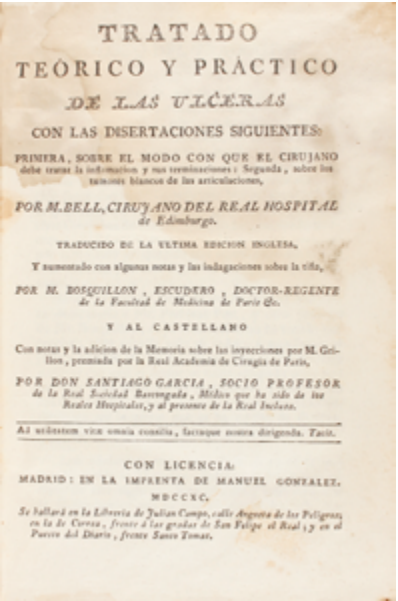 TRATADO
TEÓRICO Y PRÁCTICO
DE LAS ULCERAS
CON LAS DISERTACIONES SIGUIENTES:
PRIMERA, SOBRE EL MODO CON QUE EL CIRUJANO
debe tratar la inflamacion y sus terminaciones: Segunda, sobre los
tumores blancos de las articulaciones,
POR M. BELL, CIRUJANO DEL REAL HOSPITAL
de Edimburgo.
TRADUCIDO DE LA ULTIMA EDICION INGLESA,
Y aumentado con algunas notas y las indagaciones sobre la tiña,
POR M. BOSQUILLON, ESCUDERO, DOCTOR-REGENTE
de la Facultad de Medicina de Paris &c.
Y AL CASTELLANO
Con notas y la adicion de la Memoria sobre las inyecciones por M. Gri-
llon, premiada por la Real Academia de Cirugía de Paris,
POR DON SANTIAGO GARCIA, SOCIO PROFESOR
de la Real Sociedad Bascongada, Médico que ha sido de los
Reales Hospitales, y al presente de la Real Inclusa.
Ad utilitatem vitæ omnia consilia, factaque nostra dirigenda. Tacit.
CON LICENCIA:
MADRID: EN LA IMPRENTA DE MANUEL GONZALEZ.
MDCCXC.
Se hallará en la Librería de Julian Campo, calle Angosta de los Peligros;
en la de Correa, frente á las gradas de San Felipe el Real; y en el
Puesto del Diario, frente Santo Tomas.